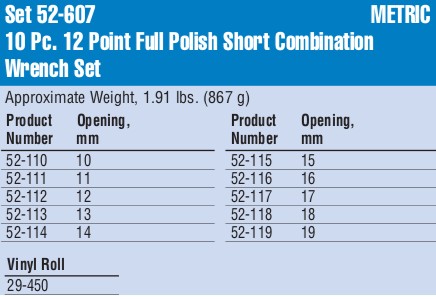 Set 52-607 METRIC
10 Pc. 12 Point Full Polish Short Combination
Wrench Set
Approximate Weight, 1.91 lbs. (867 g)
Product Opening, Product Opening,
Number mm Number mm
52-110 10 52-115 15
52-111 11 52-116 16
52-112 12 52-117 17
52-113 13 52-118 18
52-114 14 52-119 19
Vinyl Roll
29-450